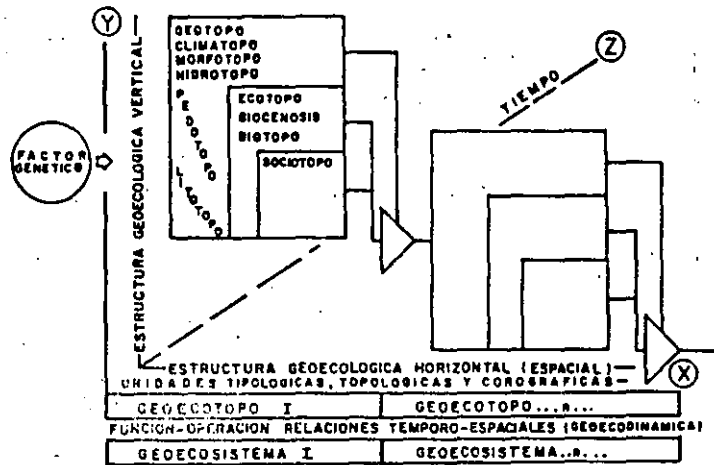 Y
GEOTOPO
CLIMATOPO
MORFOTOPO
HIDROTOPO
PEDOTOPO
LITOTOPO
ECOTOPO
BIOCENOSIS
BIOTOPO
SOCIOTOPO
FACTOR
GENETICO
ESTRUCTURA GEOECOLOGICA VERTICAL
TIEMPO
Z
ESTRUCTURA GEOECOLOGICA HORIZONTAL (ESPACIAL)
X
UNIDADES TIPOLOGICAS, TOPOLOGICAS Y COROGRAFICAS
GEOECOTOPO I
GEOECOTOPO...n...
FUNCION-OPERACION RELACIONES TEMPORO-ESPACIALES (GEOECODINAMICA)
GEOECOSISTEMA I
GEOECOSISTEMA..n...